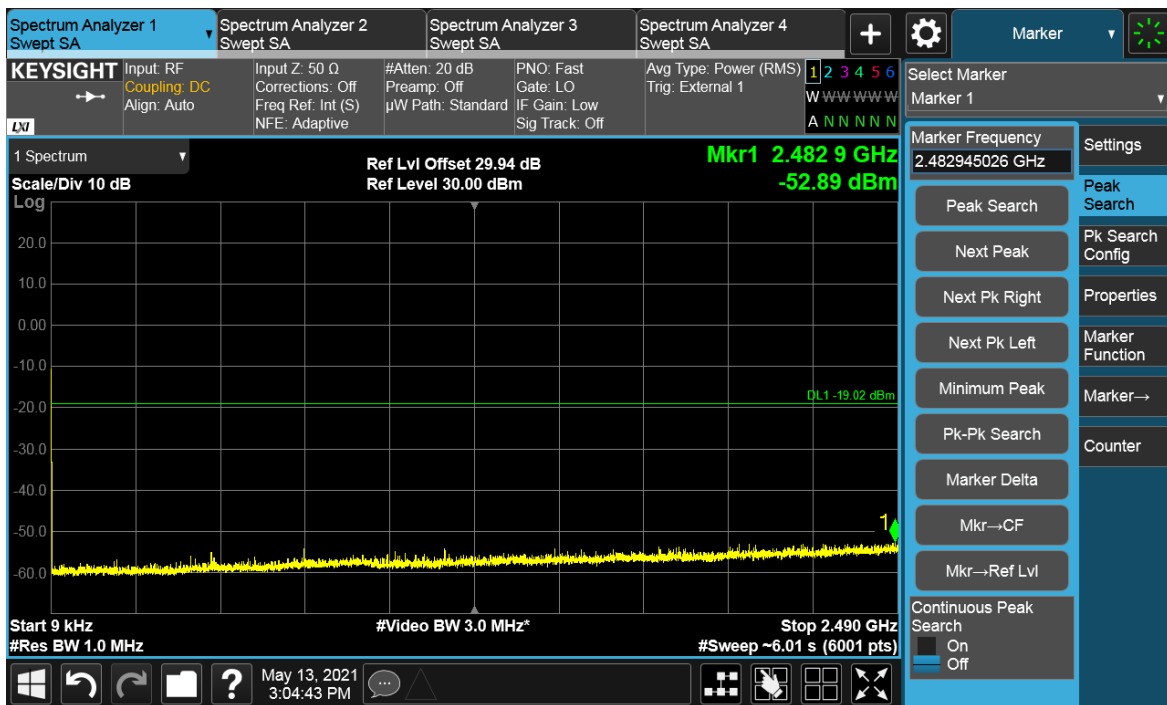 Spectrum Analyzer 1
Swept SA
Spectrum Analyzer 2
Swept SA
Spectrum Analyzer 3
Swept SA
Spectrum Analyzer 4
Swept SA
+
Marker
KEYSIGHT
LXI
Input: RF
Coupling: DC
Align: Auto
Input Z: 50 Ω
Corrections: Off
Freq Ref: Int (S)
NFE: Adaptive
#Atten: 20 dB
Preamp: Off
µW Path: Standard
PNO: Fast
Gate: LO
IF Gain: Low
Sig Track: Off
Avg Type: Power (RMS)
Trig: External 1
1 2 3 4 5 6
W W W W W W
A N N N N N
Select Marker
Marker 1
1 Spectrum
Scale/Div 10 dB
Log
Ref Lvl Offset 29.94 dB
Ref Level 30.00 dBm
Mkr1 2.482 9 GHz
-52.89 dBm
20.0
10.0
0.00
-10.0
-20.0
-30.0
-40.0
-50.0
-60.0
DL1 -19.02 dBm
1
Start 9 kHz
#Res BW 1.0 MHz
#Video BW 3.0 MHz*
Stop 2.490 GHz
#Sweep ~6.01 s (6001 pts)
Marker Frequency
2.482945026 GHz
Peak Search
Next Peak
Next Pk Right
Next Pk Left
Minimum Peak
Pk-Pk Search
Marker Delta
Mkr→CF
Mkr→Ref Lvl
Continuous Peak
Search
On
Off
Settings
Peak
Search
Pk Search
Config
Properties
Marker
Function
Marker→
Counter
?
May 13, 2021
3:04:43 PM